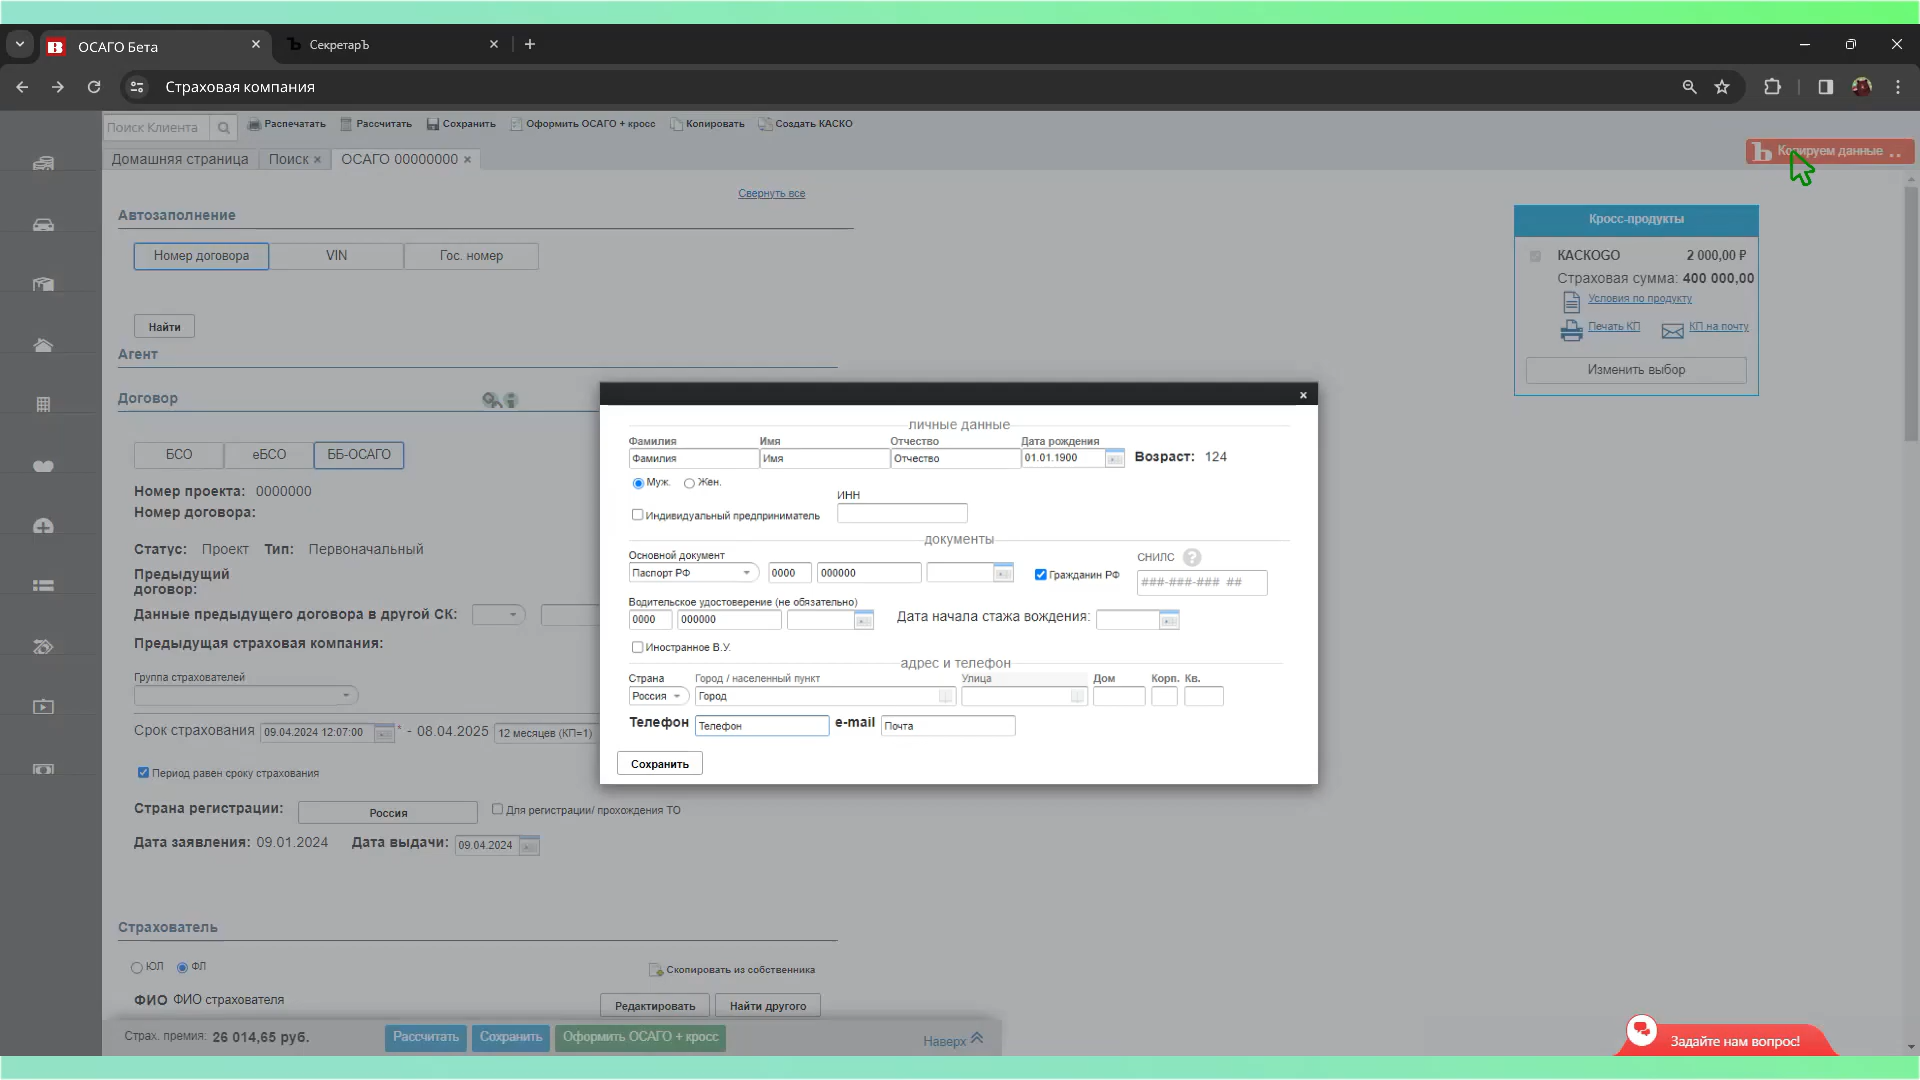 ОСАГО Бета
СекретарЪ
Страховая компания
Поиск Клиента
Распечатать
Рассчитать
Сохранить
Оформить ОСАГО + кросс
Копировать
Создать КАСКО
Домашняя страница
Поиск
ОСАГО 00000000
Ъ Копируем данные ..
Свернуть все
Автозаполнение
Номер договора
VIN
Гос. номер
Найти
Агент
Договор
БСО
еБСО
ББ-ОСАГО
Номер проекта: 0000000
Номер договора:
Статус: Проект Тип: Первоначальный
Предыдущий
договор:
Данные предыдущего договора в другой СК:
Предыдущая страховая компания:
Группа страхователей
Срок страхования 09.04.2024 12:07:00 * - 08.04.2025 12 месяцев (КП=1)
Период равен сроку страхования
Страна регистрации: Россия
Для регистрации/ прохождения ТО
Дата заявления: 09.01.2024 Дата выдачи: 09.04.2024
Страхователь
ЮЛ ФЛ
Скопировать из собственника
ФИО ФИО страхователя
Редактировать
Найти другого
Страх. премия: 26 014,65 руб.
Рассчитать
Сохранить
Оформить ОСАГО + кросс
Наверх
Кросс-продукты
КАСКОGO 2 000,00 ₽
Страховая сумма: 400 000,00
Условия по продукту
Печать КП
КП на почту
Изменить выбор
личные данные
Фамилия Имя Отчество Дата рождения
Фамилия Имя Отчество 01.01.1900 Возраст: 124
Муж. Жен.
ИНН
Индивидуальный предприниматель
документы
Основной документ
СНИЛС ?
Паспорт РФ 0000 000000
Гражданин РФ
###-###-### ##
Водительское удостоверение (не обязательно)
0000 000000
Дата начала стажа вождения:
Иностранное В.У.
адрес и телефон
Страна Город / населенный пункт Улица Дом Корп. Кв.
Россия Город
Телефон Телефон e-mail Почта
Сохранить
Задайте нам вопрос!